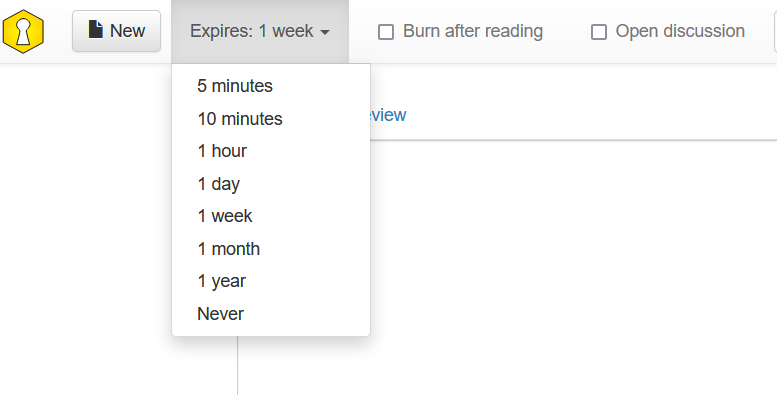 New Expires: 1 week Burn after reading Open discussion
5 minutes
10 minutes
eview
1 hour
1 day
1 week
1 month
1 year
Never